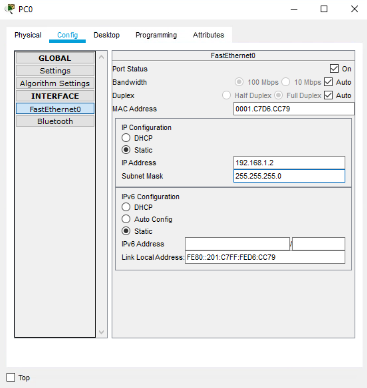 PC0
Physical Config Desktop Programming Attributes
GLOBAL
Settings
Algorithm Settings
INTERFACE
FastEthernet0
Bluetooth
FastEthernet0
Port Status On
Bandwidth 100 Mbps 10 Mbps Auto
Duplex Half Duplex Full Duplex Auto
MAC Address 0001.C7D6.CC79
IP Configuration
DHCP
Static
IP Address 192.168.1.2
Subnet Mask 255.255.255.0
IPv6 Configuration
DHCP
Auto Config
Static
IPv6 Address /
Link Local Address: FE80::201:C7FF:FED6:CC79
Top